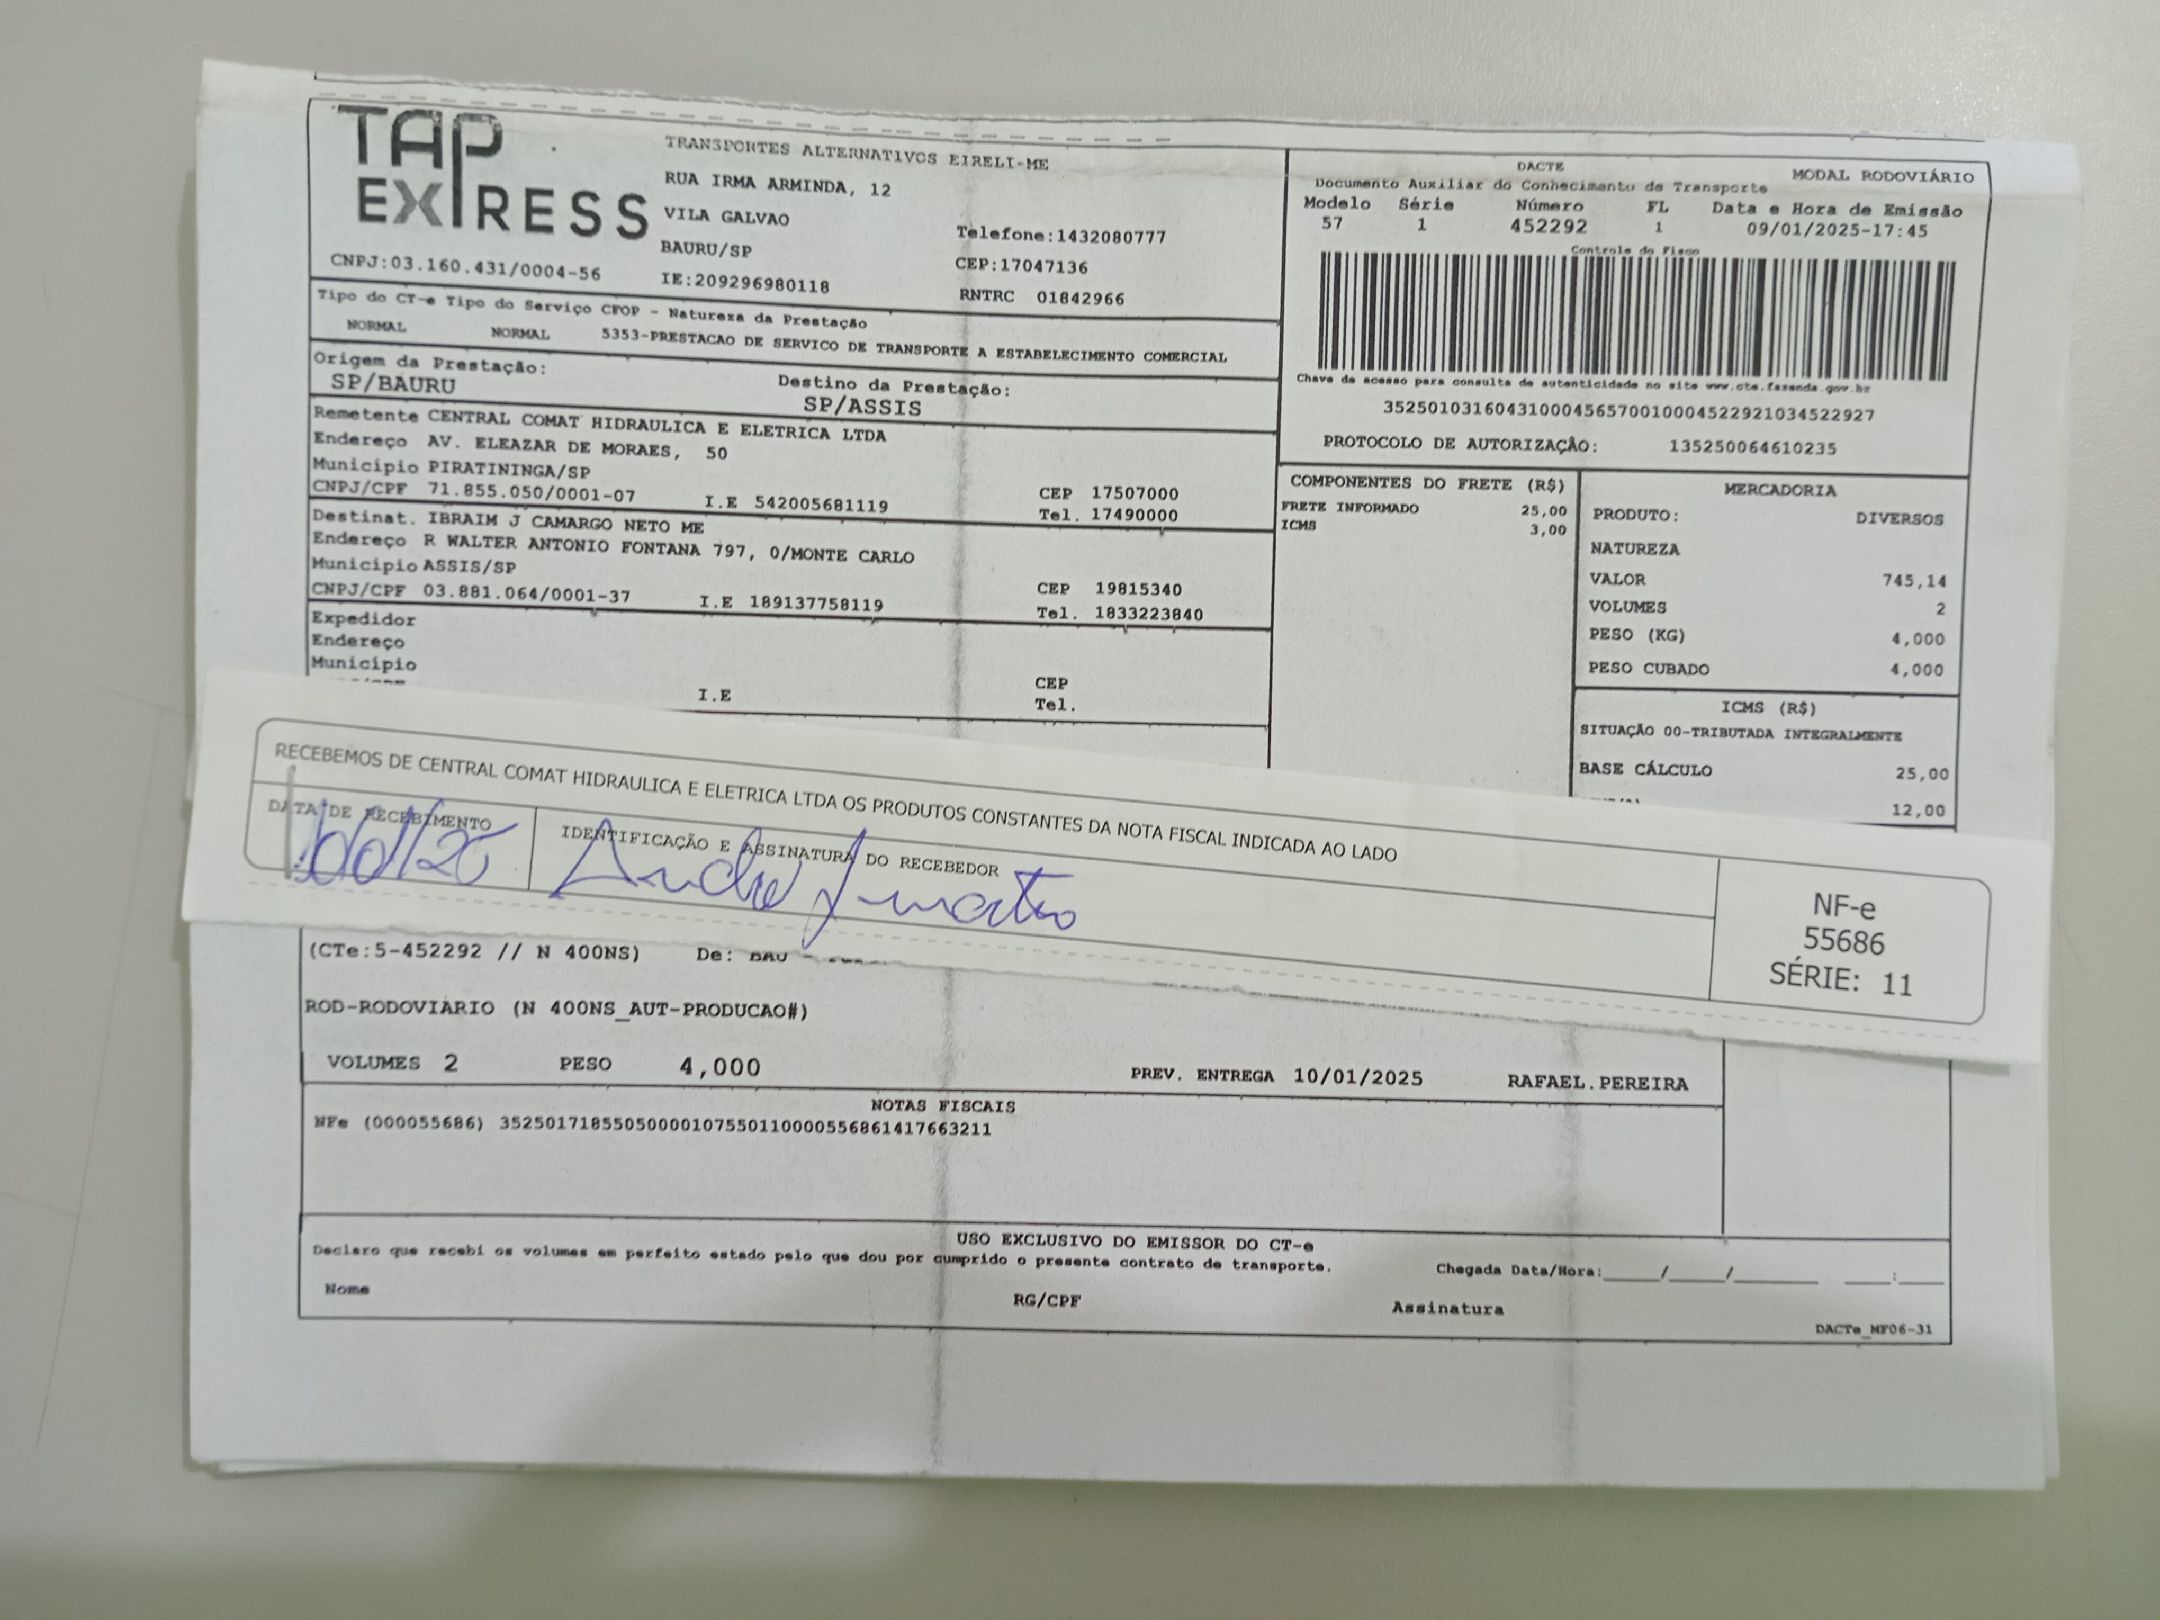 TAP EXPRESS
TRANSPORTES ALTERNATIVOS EIRELI-ME
RUA IRMA ARMINDA, 12
VILA GALVAO
BAURU/SP
Telefone:1432080777
CEP:17047136
CNPJ:03.160.431/0004-56
IE:209296980118
RNTRC 01842966
Tipo do CT-e Tipo do Serviço CFOP - Natureza da Prestação
NORMAL NORMAL 5353-PRESTACAO DE SERVICO DE TRANSPORTE A ESTABELECIMENTO COMERCIAL
Origem da Prestação: Destino da Prestação:
SP/BAURU SP/ASSIS
Remetente CENTRAL COMAT HIDRAULICA E ELETRICA LTDA
Endereço AV. ELEAZAR DE MORAES, 50
Municipio PIRATININGA/SP CEP 17507000
CNPJ/CPF 71.855.050/0001-07 I.E 542005681119 Tel. 17490000
Destinat. IBRAIM J CAMARGO NETO ME
Endereço R WALTER ANTONIO FONTANA 797, 0/MONTE CARLO
Municipio ASSIS/SP CEP 19815340
CNPJ/CPF 03.881.064/0001-37 I.E 189137758119 Tel. 1833223840
Expedidor
Endereço
Municipio CEP
I.E Tel.
DACTE MODAL RODOVIÁRIO
Documento Auxiliar do Conhecimento de Transporte
Modelo Série Número FL Data e Hora de Emissão
57 1 452292 1 09/01/2025-17:45
Controle do Fisco
Chave de acesso para consulta de autenticidade no site www.cte.fazenda.gov.br
35250103160431000456570010004522921034522927
PROTOCOLO DE AUTORIZAÇÃO: 135250064610235
COMPONENTES DO FRETE (R$)
FRETE INFORMADO 25,00
ICMS 3,00
MERCADORIA
PRODUTO: DIVERSOS
NATUREZA
VALOR 745,14
VOLUMES 2
PESO (KG) 4,000
PESO CUBADO 4,000
ICMS (R$)
SITUAÇÃO 00-TRIBUTADA INTEGRALMENTE
BASE CÁLCULO 25,00
12,00
RECEBEMOS DE CENTRAL COMAT HIDRAULICA E ELETRICA LTDA OS PRODUTOS CONSTANTES DA NOTA FISCAL INDICADA AO LADO
DATA DE RECEBIMENTO
IDENTIFICAÇÃO E ASSINATURA DO RECEBEDOR
NF-e
55686
SÉRIE: 11
(CTe:5-452292 // N 400NS) De: BAU -
ROD-RODOVIÁRIO (N 400NS_AUT-PRODUCAO#)
VOLUMES 2 PESO 4,000 PREV. ENTREGA 10/01/2025 RAFAEL.PEREIRA
NOTAS FISCAIS
NFe (000055686) 35250171855050000107550110000556861417663211
USO EXCLUSIVO DO EMISSOR DO CT-e
Declaro que recebi os volumes em perfeito estado pelo que dou por cumprido o presente contrato de transporte. Chegada Data/Hora:_____/_____/_______ ____:____
Nome RG/CPF Assinatura
DACTe_MF06-31